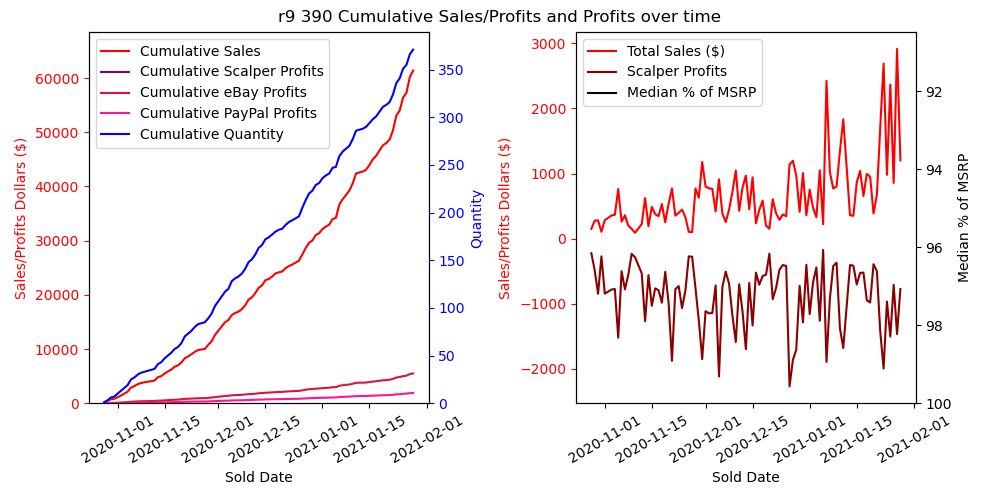 r9 390 Cumulative Sales/Profits and Profits over time
Cumulative Sales
Cumulative Scalper Profits
Cumulative eBay Profits
Cumulative PayPal Profits
Cumulative Quantity
Sales/Profits Dollars ($)
60000
50000
40000
30000
20000
10000
0
350
300
250
200
150
100
50
0
Quantity
2020-11-01
2020-11-15
2020-12-01
2020-12-15
2021-01-01
2021-01-15
2021-02-01
Sold Date
Total Sales ($)
Scalper Profits
Median % of MSRP
Sales/Profits Dollars ($)
3000
2000
1000
0
−1000
−2000
92
94
96
98
100
Median % of MSRP
2020-11-01
2020-11-15
2020-12-01
2020-12-15
2021-01-01
2021-01-15
2021-02-01
Sold Date